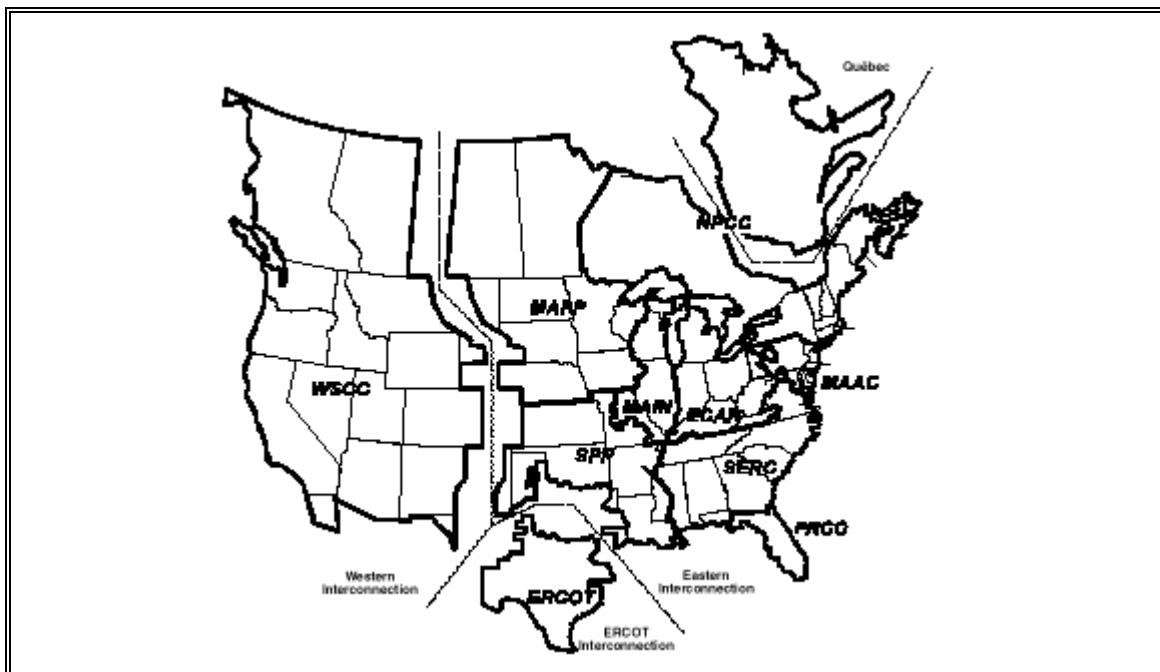 Québec
NPCC
MAPP
WSCC
MAAC
MAIN
ECAR
SPP
SERC
FRCC
Western
Interconnection
Eastern
Interconnection
ERCOT
ERCOT
Interconnection